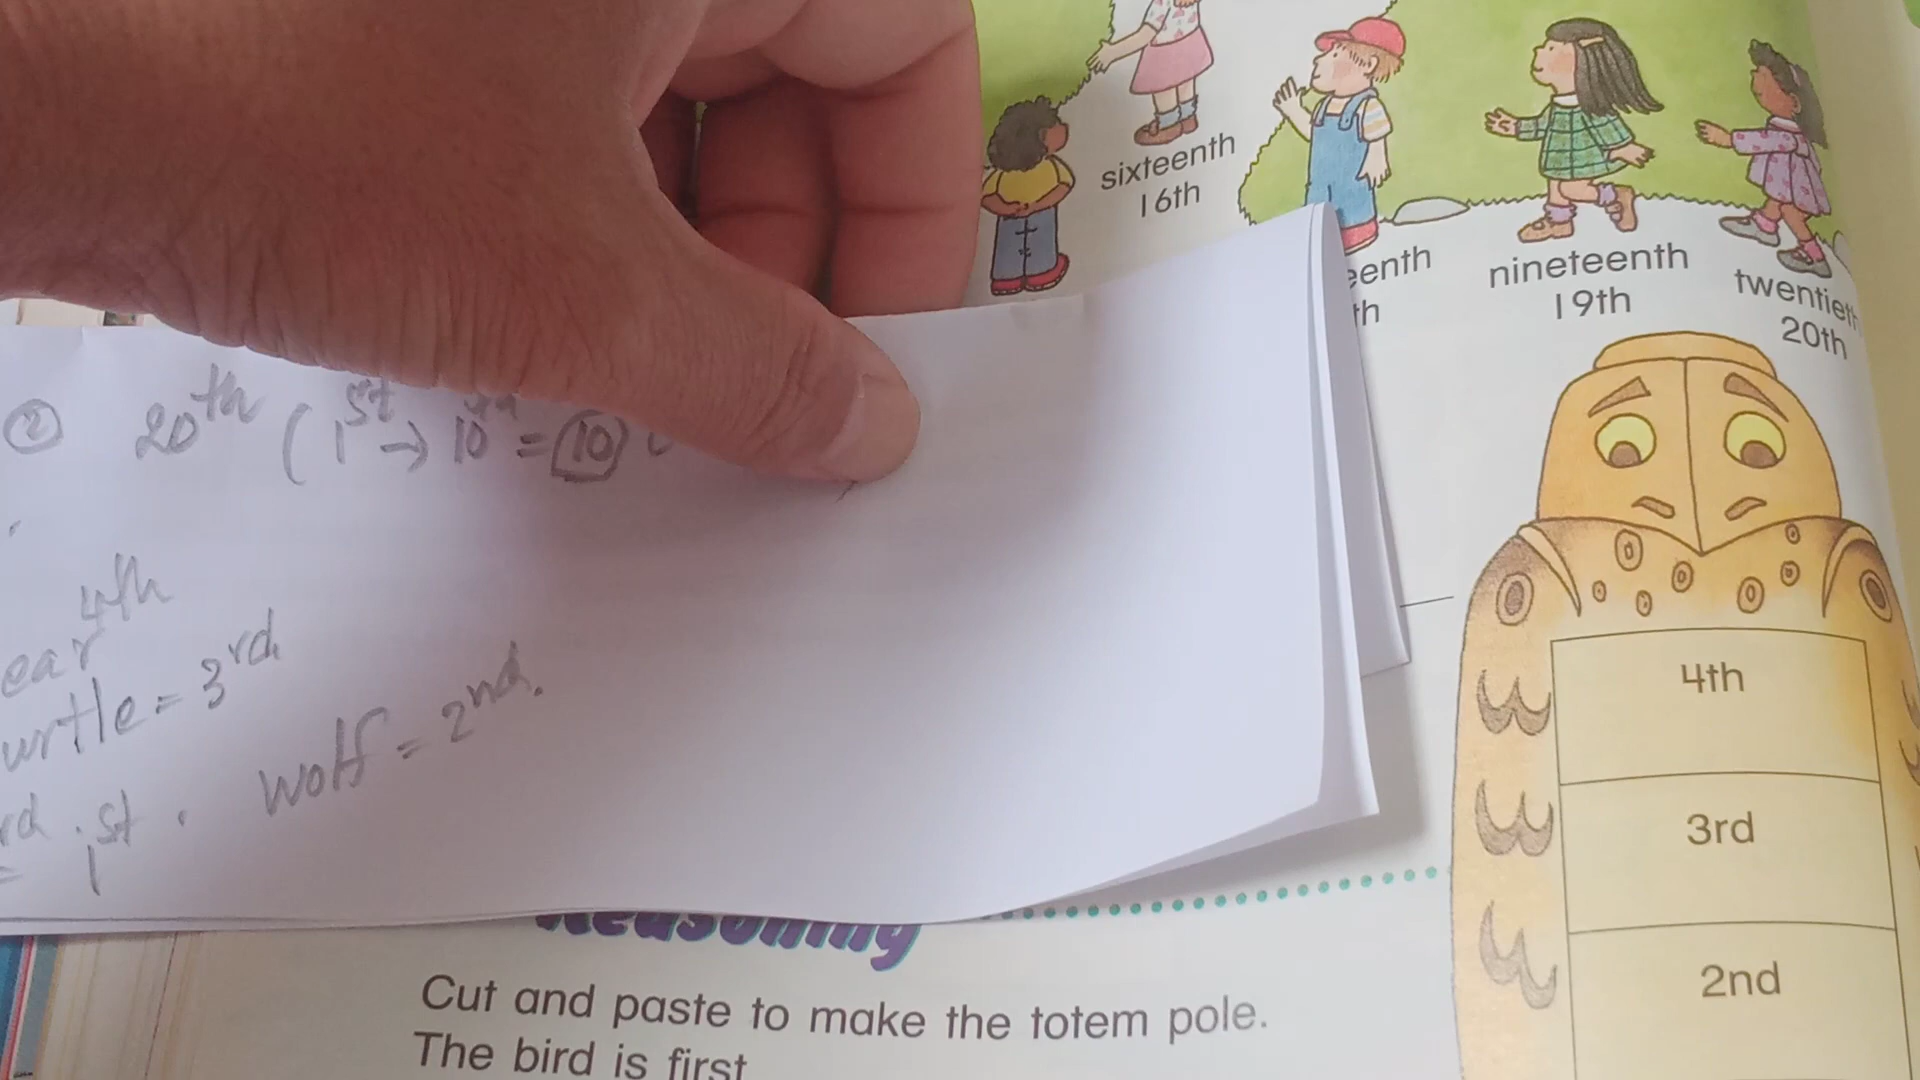 sixteenth
16th
eenth
th
nineteenth
19th
twentieth
20th
② 20th (1st → 10th = 10)
4th
ear
urtle = 3rd
rd . 1st . wolf = 2nd.
=
4th
3rd
2nd
Reasoning
Cut and paste to make the totem pole.
The bird is first